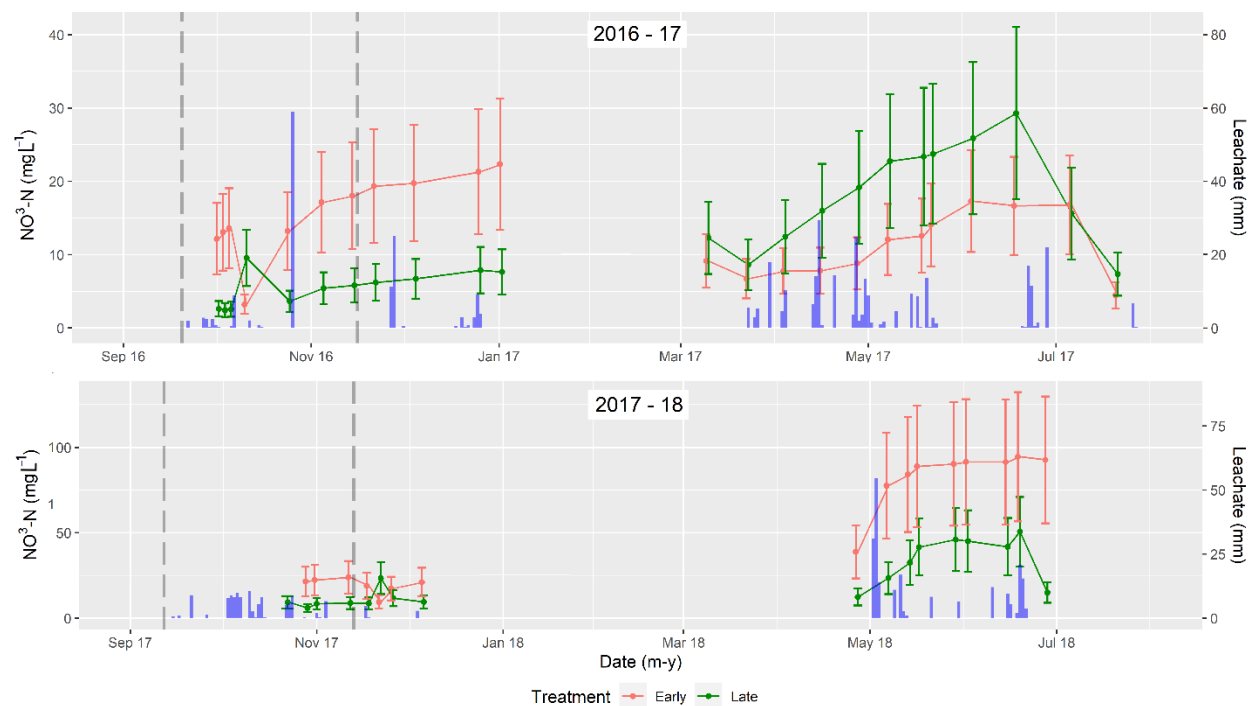 2016 - 17
NO³-N (mgL⁻¹)
40
30
20
10
0
80
60
40
20
0
Leachate (mm)
Sep 16 Nov 16 Jan 17 Mar 17 May 17 Jul 17
2017 - 18
NO³-N (mgL⁻¹)
100
1
50
0
75
50
25
0
Leachate (mm)
Sep 17 Nov 17 Jan 18 Mar 18 May 18 Jul 18
Date (m-y)
Treatment Early Late